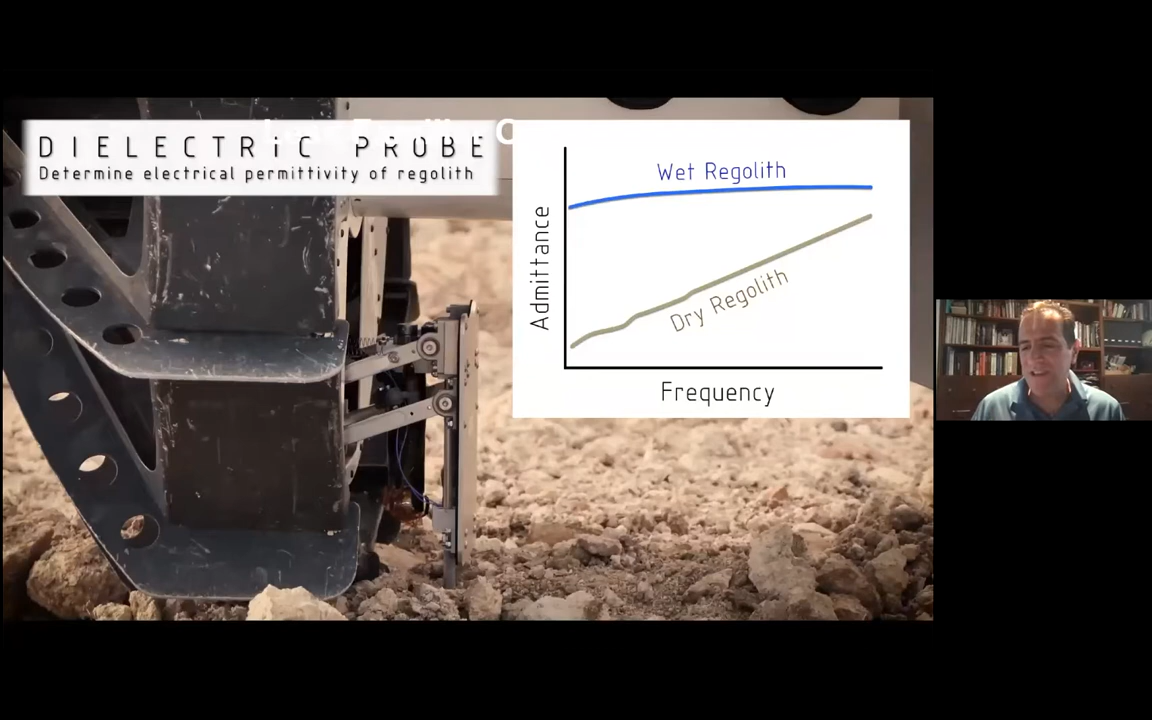 DIELECTRIC PROBE
Determine electrical permittivity of regolith
Wet Regolith
Dry Regolith
Admittance
Frequency